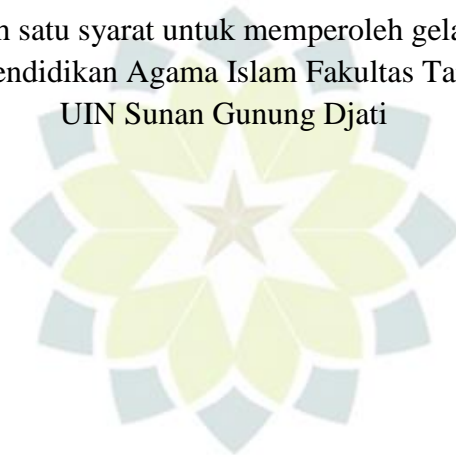 satu syarat untuk memperoleh
Agama Islam Fakultas
UIN Sunan Gunung Djati